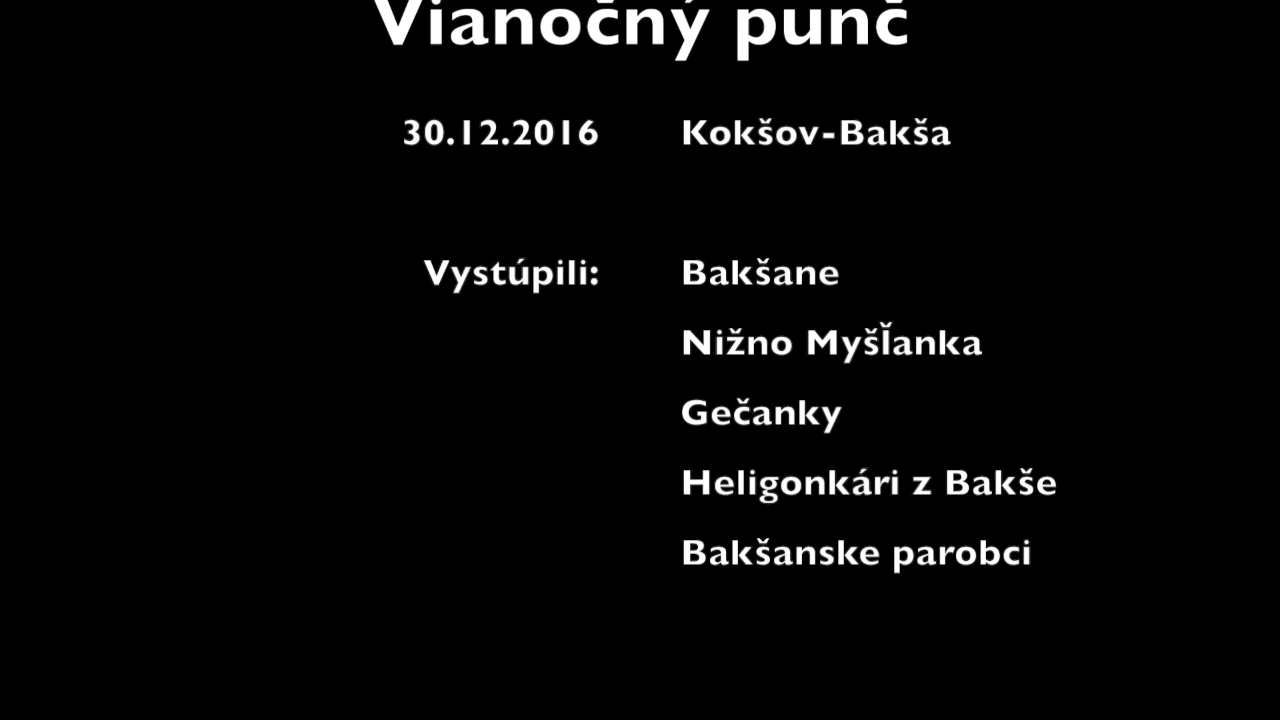 Vianočný punč
30.12.2016 Kokšov-Bakša
Vystúpili: Bakšane
Nižno Myšľanka
Gečanky
Heligonkári z Bakše
Bakšanske parobci